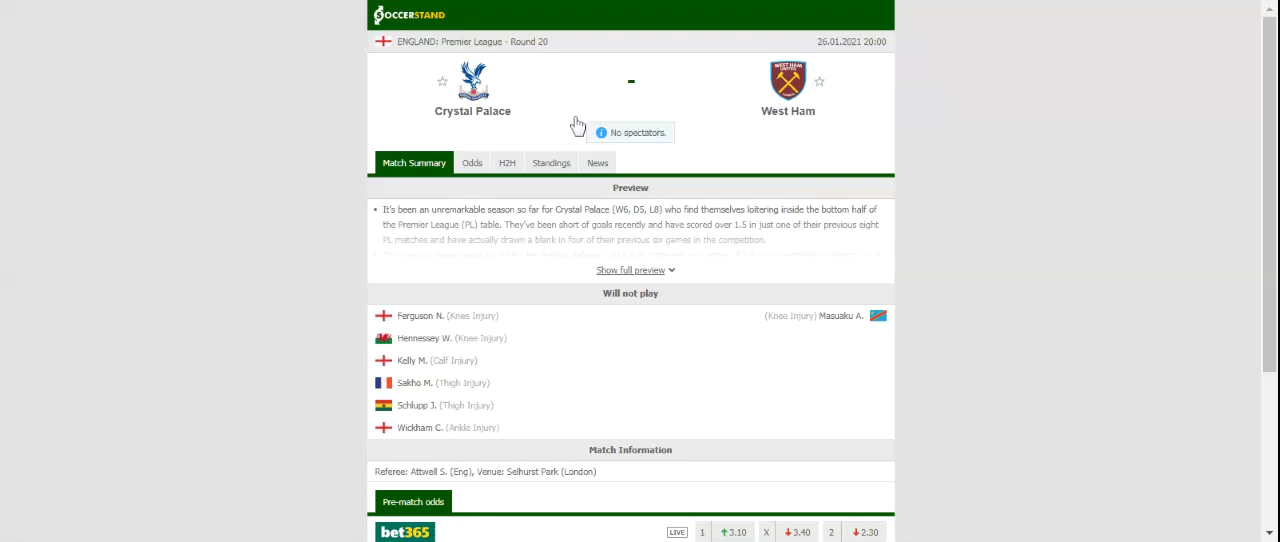 SOCCERSTAND
ENGLAND: Premier League - Round 20 26.01.2021 20:00
-
Crystal Palace West Ham
No spectators.
Match Summary Odds H2H Standings News
Preview
• It's been an unremarkable season so far for Crystal Palace (W6, D5, L8) who find themselves loitering inside the bottom half of
the Premier League (PL) table. They've been short of goals recently and have scored over 1.5 in just one of their previous eight
PL matches and have actually drawn a blank in four of their previous six games in the competition.
Show full preview
Will not play
Ferguson N. (Knee Injury) (Knee Injury) Masuaku A.
Hennessey W. (Knee Injury)
Kelly M. (Calf Injury)
Sakho M. (Thigh Injury)
Schlupp J. (Thigh Injury)
Wickham C. (Ankle Injury)
Match Information
Referee: Attwell S. (Eng), Venue: Selhurst Park (London)
Pre-match odds
bet365 LIVE 1 3.10 X 3.40 2 2.30